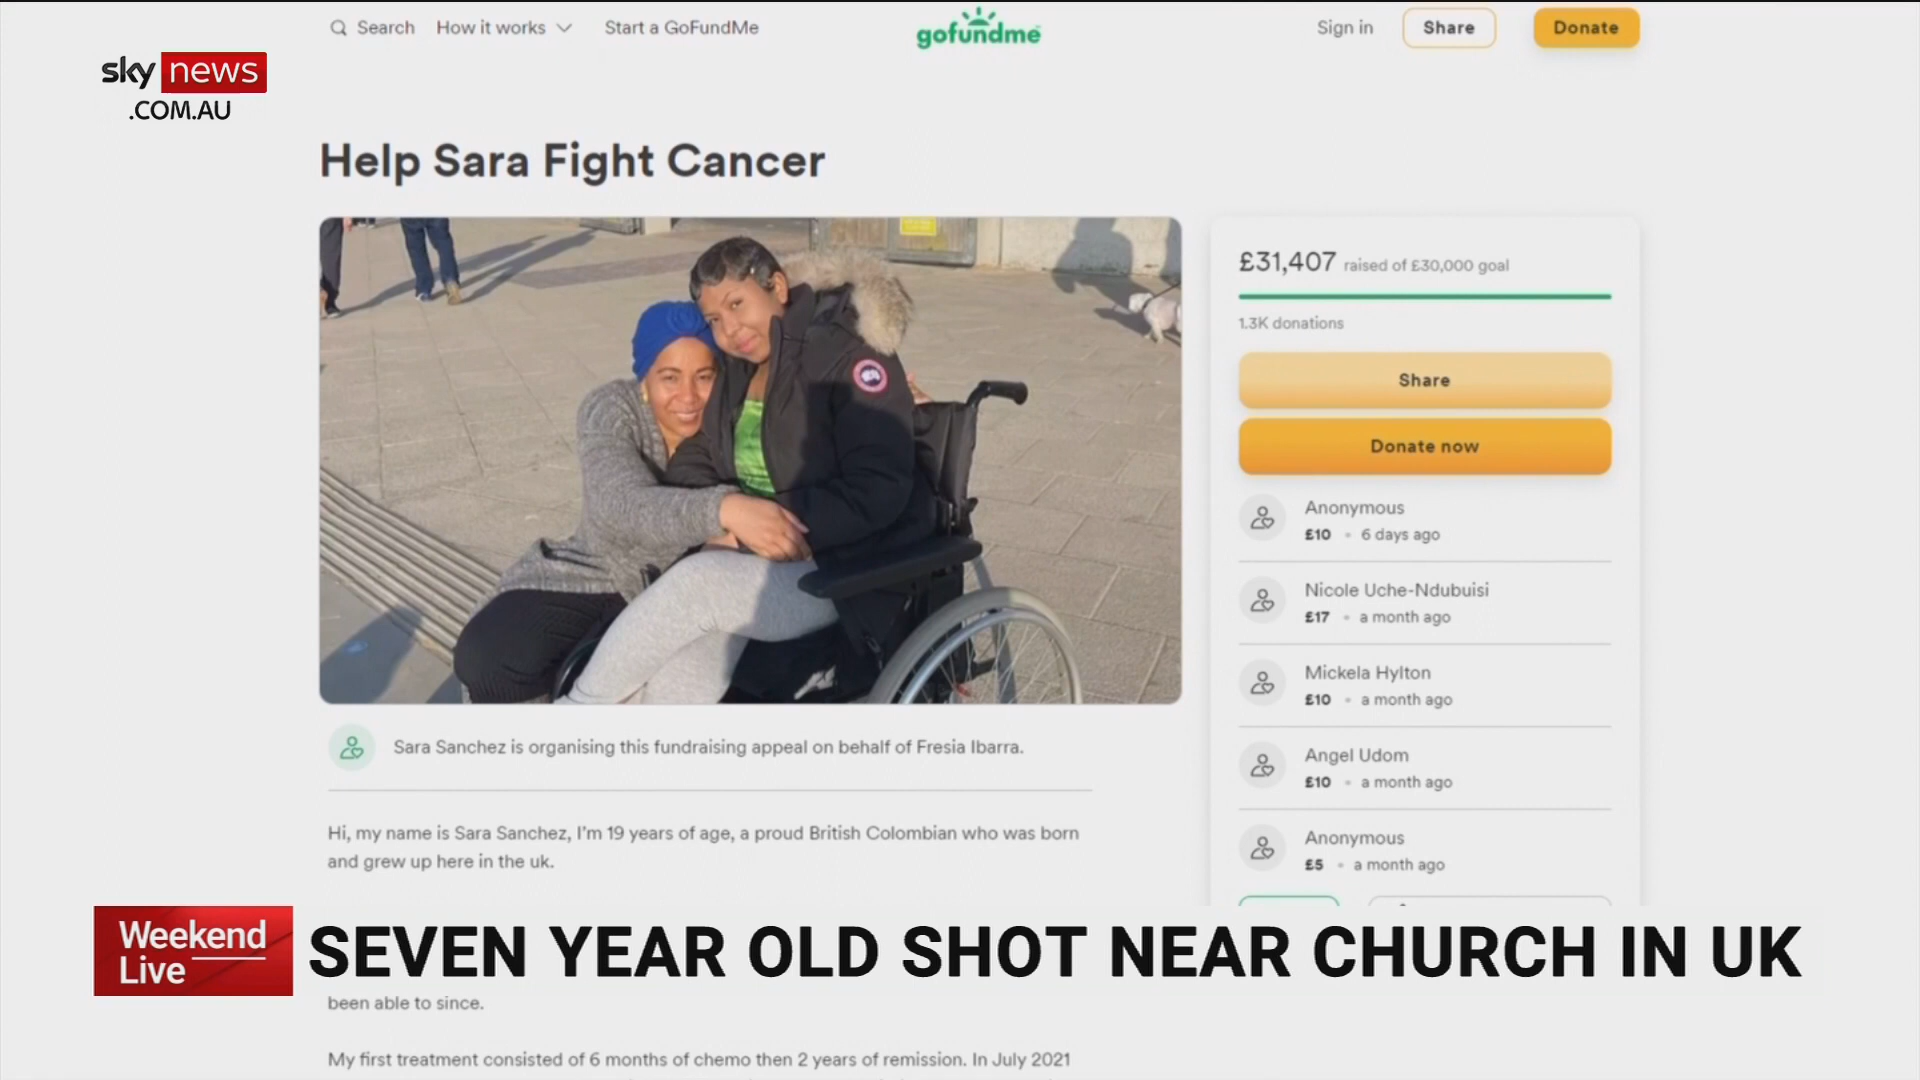 Search
How it works
Start a GoFundMe
gofundme
Sign in
Share
Donate
sky news
.COM.AU
Help Sara Fight Cancer
£31,407 raised of £30,000 goal
1.3K donations
Share
Donate now
Anonymous
£10 • 6 days ago
Nicole Uche-Ndubuisi
£17 • a month ago
Mickela Hylton
£10 • a month ago
Angel Udom
£10 • a month ago
Anonymous
£5 • a month ago
Sara Sanchez is organising this fundraising appeal on behalf of Fresia Ibarra.
Hi, my name is Sara Sanchez, I'm 19 years of age, a proud British Colombian who was born
and grew up here in the uk.
Weekend
Live
SEVEN YEAR OLD SHOT NEAR CHURCH IN UK
been able to since.
My first treatment consisted of 6 months of chemo then 2 years of remission. In July 2021